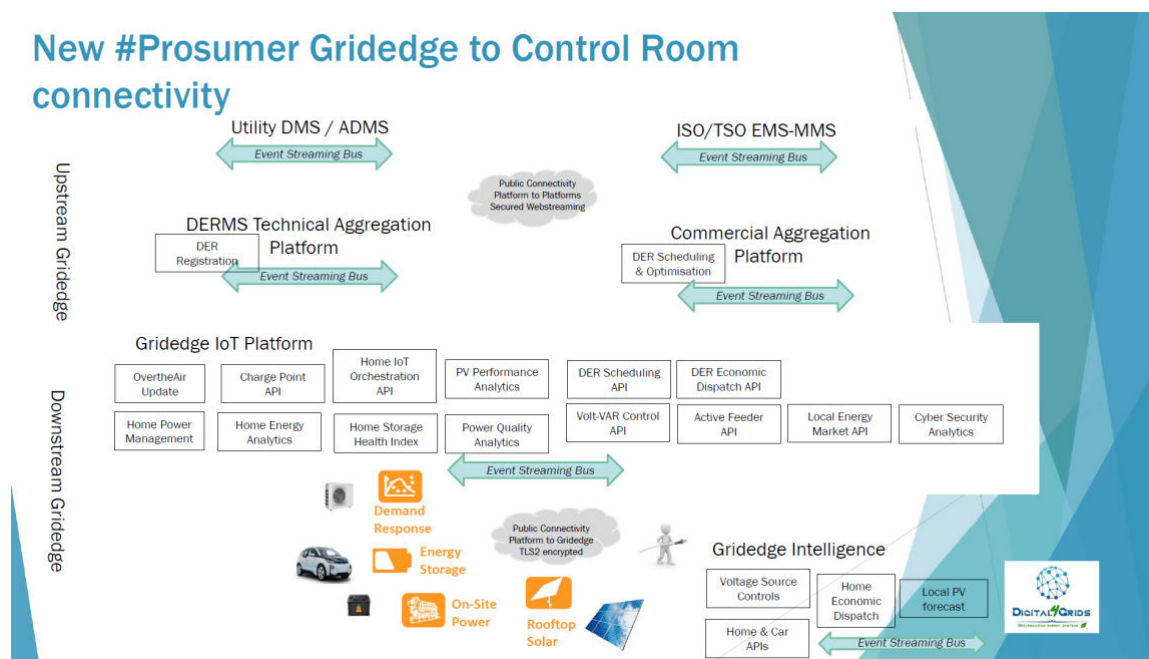 New #Prosumer Gridedge to Control Room
connectivity
Utility DMS / ADMS
Event Streaming Bus
ISO/TSO EMS-MMS
Event Streaming Bus
Upstream Gridedge
Public Connectivity
Platform to Platforms
Secured Webstreaming
DERMS Technical Aggregation
Platform
DER
Registration
Event Streaming Bus
Commercial Aggregation
Platform
DER Scheduling
& Optimisation
Event Streaming Bus
Downstream Gridedge
Gridedge IoT Platform
OvertheAir
Update
Charge Point
API
Home IoT
Orchestration
API
PV Performance
Analytics
DER Scheduling
API
DER Economic
Dispatch API
Home Power
Management
Home Energy
Analytics
Home Storage
Health Index
Power Quality
Analytics
Volt-VAR Control
API
Active Feeder
API
Local Energy
Market API
Cyber Security
Analytics
Event Streaming Bus
Demand
Response
Energy
Storage
On-Site
Power
Rooftop
Solar
Public Connectivity
Platform to Gridedge
TLS2 encrypted
Gridedge Intelligence
Voltage Source
Controls
Home
Economic
Dispatch
Local PV
forecast
Home & Car
APIs
Event Streaming Bus
DIGITAL4GRIDS